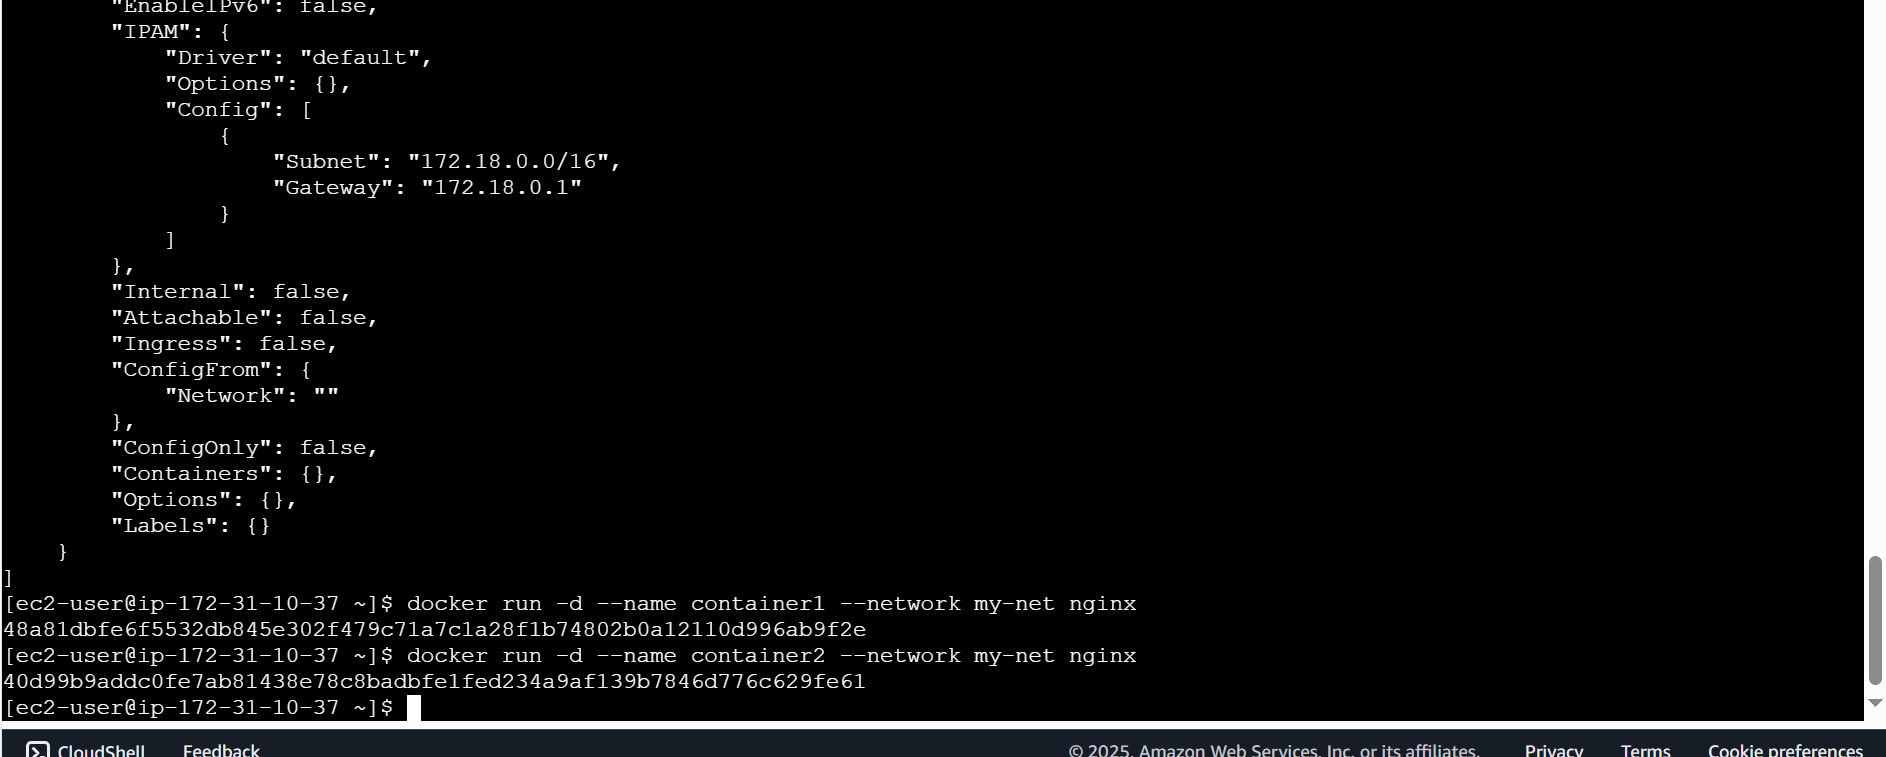 "EnableIPv6": false,
"IPAM": {
"Driver": "default",
"Options": {},
"Config": [
{
"Subnet": "172.18.0.0/16",
"Gateway": "172.18.0.1"
}
]
},
"Internal": false,
"Attachable": false,
"Ingress": false,
"ConfigFrom": {
"Network": ""
},
"ConfigOnly": false,
"Containers": {},
"Options": {},
"Labels": {}
}
]
[ec2-user@ip-172-31-10-37 ~]$ docker run -d --name container1 --network my-net nginx
48a81dbfe6f5532db845e302f479c71a7c1a28f1b74802b0a12110d996ab9f2e
[ec2-user@ip-172-31-10-37 ~]$ docker run -d --name container2 --network my-net nginx
40d99b9addc0fe7ab81438e78c8badbfe1fed234a9af139b7846d776c629fe61
[ec2-user@ip-172-31-10-37 ~]$
CloudShell Feedback © 2025, Amazon Web Services, Inc. or its affiliates. Privacy Terms Cookie preferences